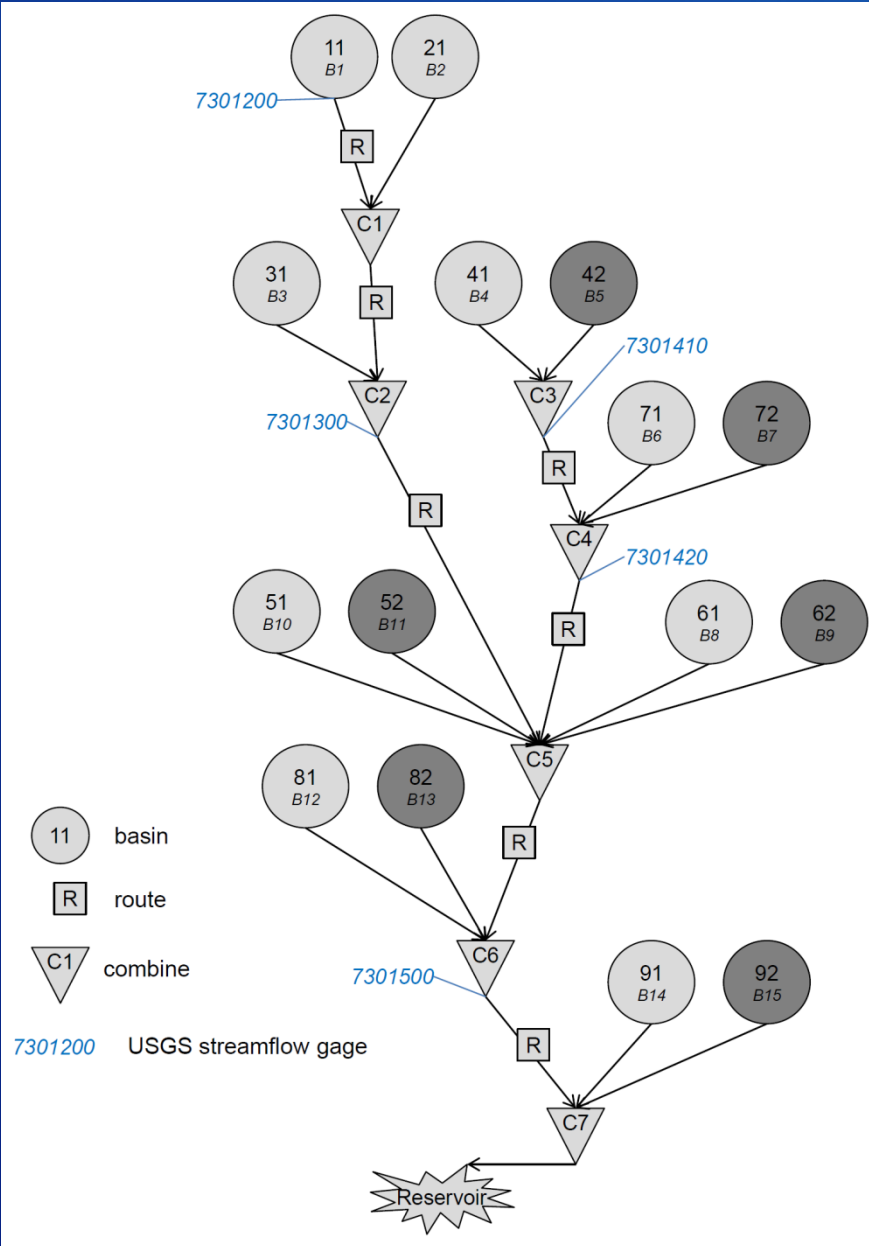 11
B1
21
B2
7301200
R
C1
31
B3
R
41
B4
42
B5
7301410
C2
C3
7301300
71
B6
72
B7
R
R
C4
7301420
51
B10
52
B11
R
61
B8
62
B9
C5
81
B12
82
B13
11 basin
R
R route
C6
C1 combine
7301500
91
B14
92
B15
7301200 USGS streamflow gage
R
C7
Reservoir